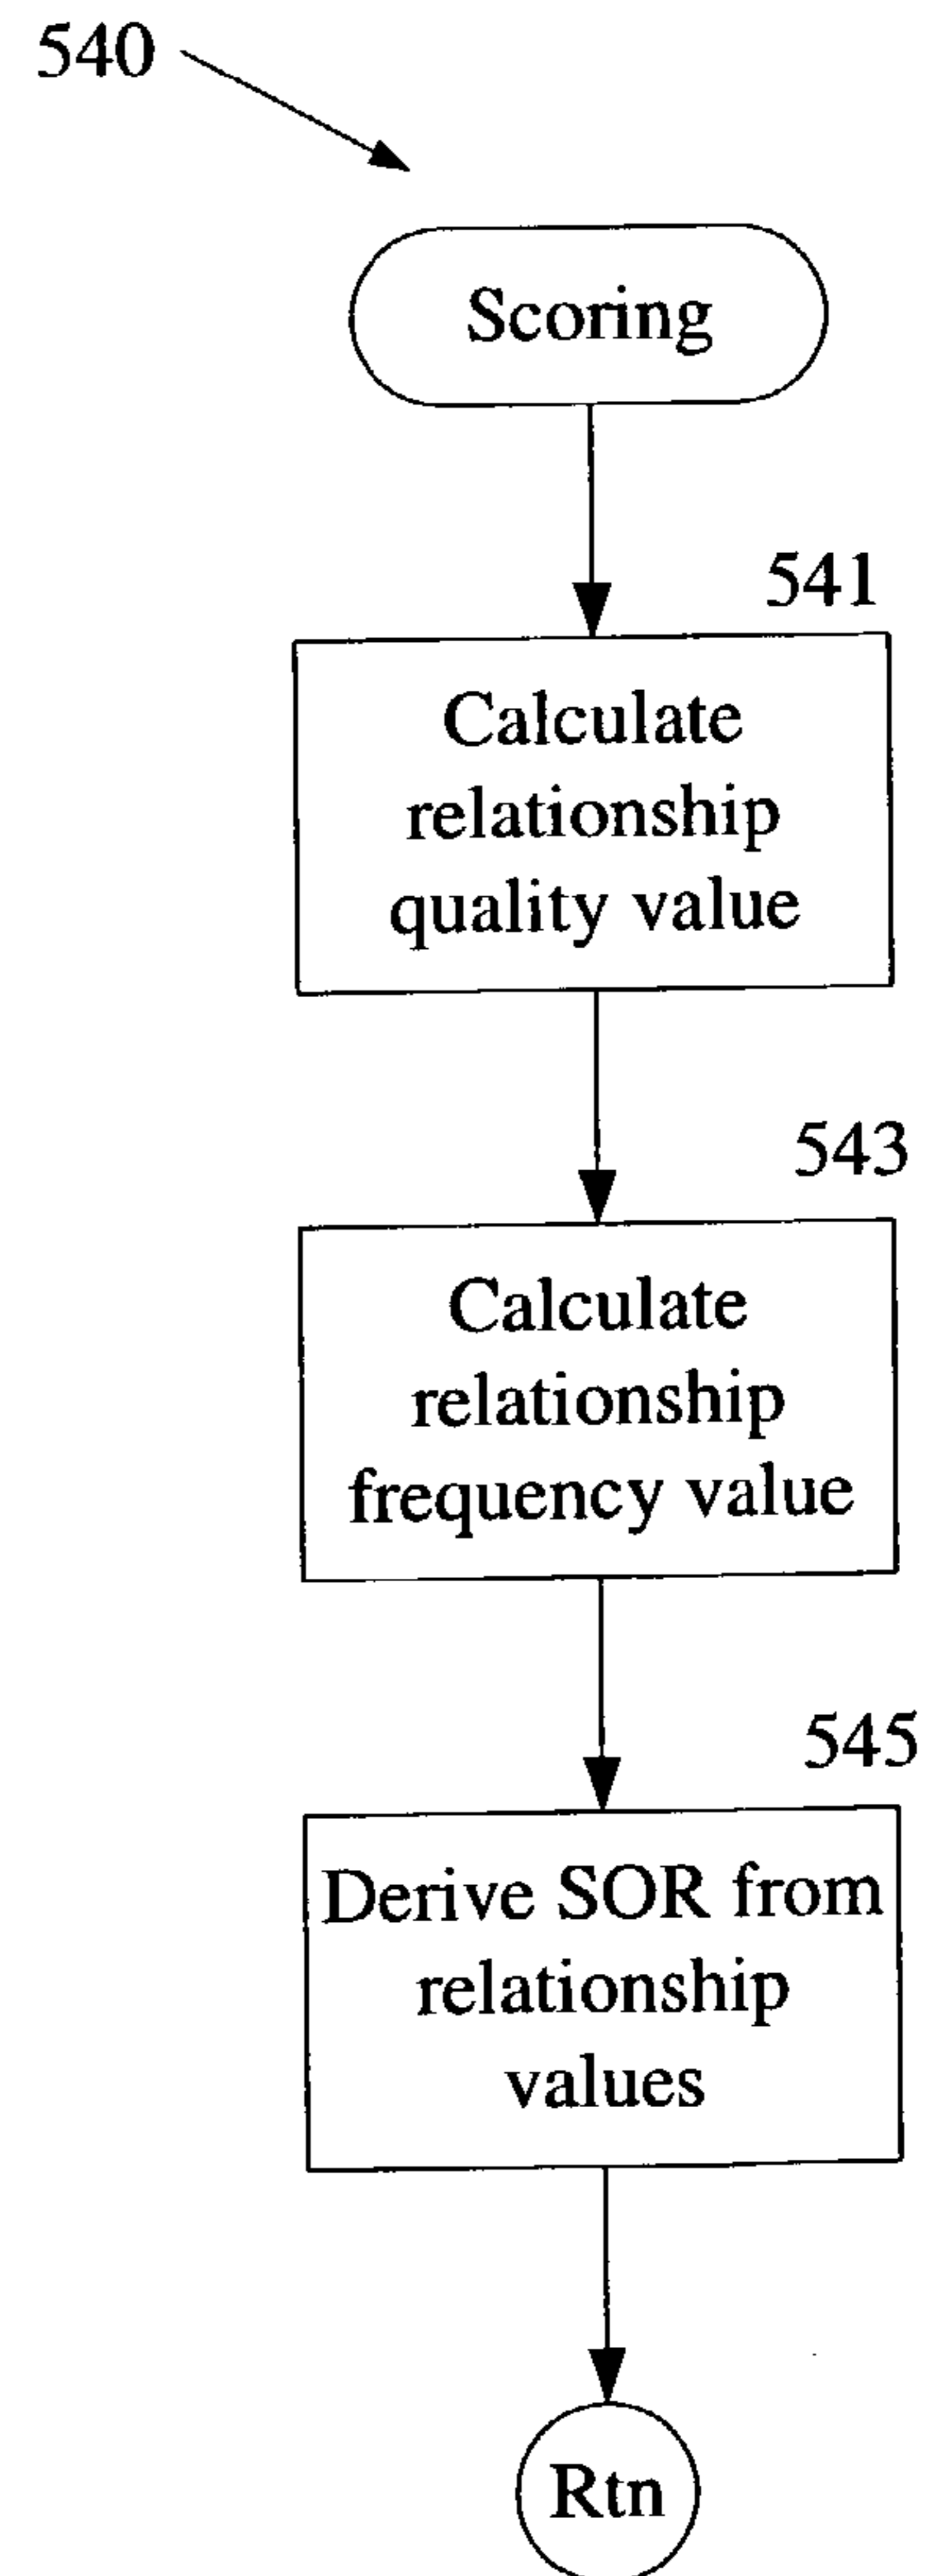 540
Scoring
541
Calculate
relationship
quality value
543
Calculate
relationship
frequency value
545
Derive SOR from
relationship
values
Rtn